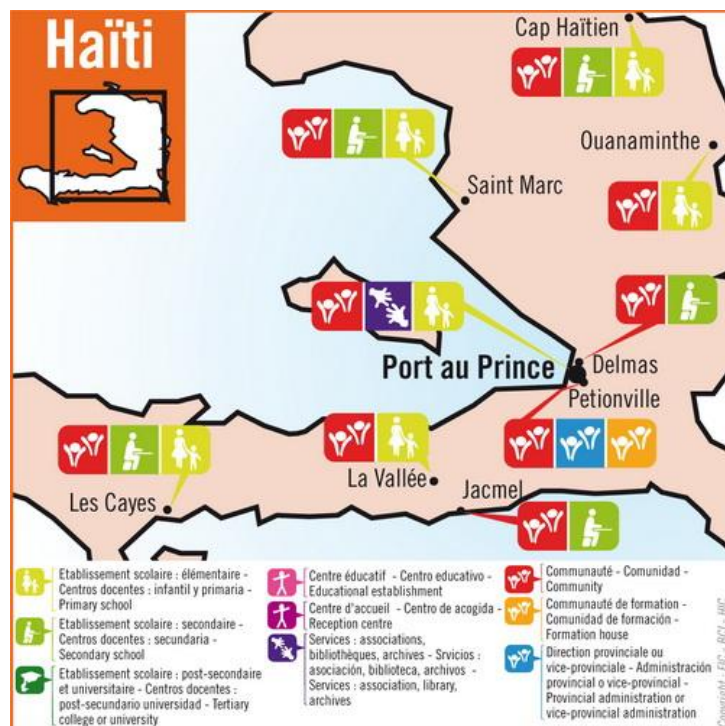 Haïti
Cap Haïtien
Ouanaminthe
Saint Marc
Port au Prince
Delmas
Petionville
La Vallée
Jacmel
Les Cayes
Etablissement scolaire : élémentaire -
Centros docentes : infantil y primaria -
Primary school
Etablissement scolaire : secondaire -
Centros docentes : secundaria -
Secondary school
Etablissement scolaire : post-secondaire
et universitaire - Centros docentes :
post-secundario universidad - Tertiary
college or university
Centre éducatif - Centro educativo -
Educational establishment
Centre d'accueil - Centro de acogida -
Reception centre
Services : associations,
bibliothèques, archives - Srvicios :
asociación, biblioteca, archivos -
Services : association, library,
archives
Communauté - Comunidad -
Community
Communauté de formation -
Comunidad de formación -
Formation house
Direction provinciale ou
vice-provinciale - Administración
provincial o vice-provincial -
Provincial administration or
vice-provincial administration